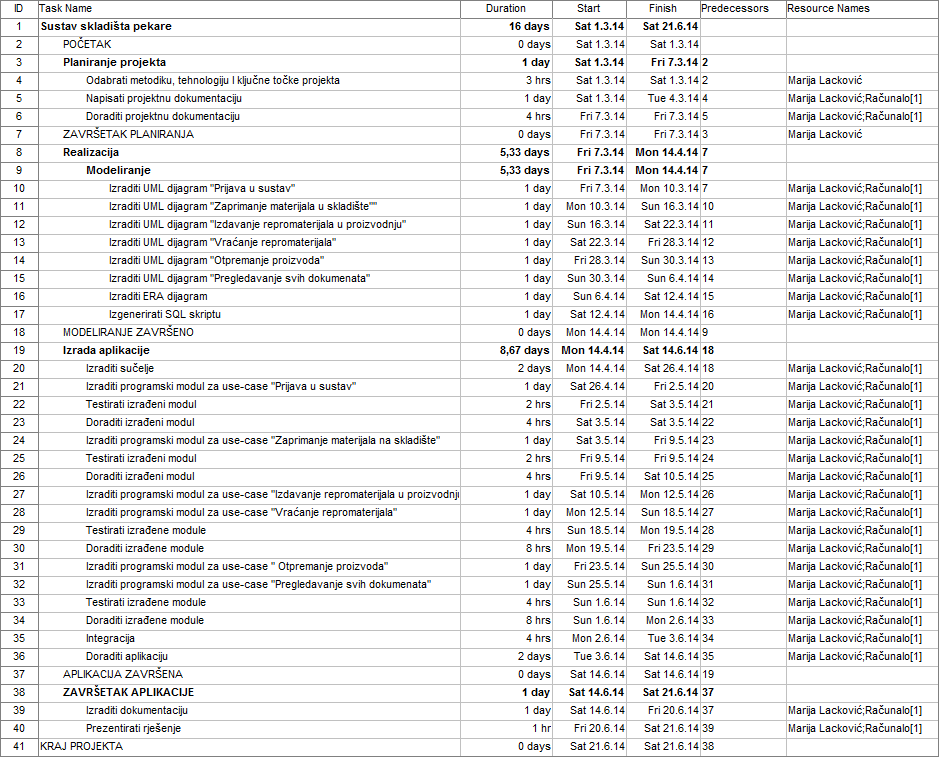 ID Task Name Duration Start Finish Predecessors Resource Names
1 Sustav skladišta pekare 16 days Sat 1.3.14 Sat 21.6.14
2 POČETAK 0 days Sat 1.3.14 Sat 1.3.14
3 Planiranje projekta 1 day Sat 1.3.14 Fri 7.3.14 2
4 Odabrati metodiku, tehnologiju I ključne točke projekta 3 hrs Sat 1.3.14 Sat 1.3.14 2 Marija Lacković
5 Napisati projektnu dokumentaciju 1 day Sat 1.3.14 Tue 4.3.14 4 Marija Lacković;Računalo[1]
6 Doraditi projektnu dokumentaciju 4 hrs Fri 7.3.14 Fri 7.3.14 5 Marija Lacković;Računalo[1]
7 ZAVRŠETAK PLANIRANJA 0 days Fri 7.3.14 Fri 7.3.14 3 Marija Lacković
8 Realizacija 5,33 days Fri 7.3.14 Mon 14.4.14 7
9 Modeliranje 5,33 days Fri 7.3.14 Mon 14.4.14 7
10 Izraditi UML dijagram "Prijava u sustav" 1 day Fri 7.3.14 Mon 10.3.14 7 Marija Lacković;Računalo[1]
11 Izraditi UML dijagram "Zaprimanje materijala u skladište"" 1 day Mon 10.3.14 Sun 16.3.14 10 Marija Lacković;Računalo[1]
12 Izraditi UML dijagram "Izdavanje repromaterijala u proizvodnju" 1 day Sun 16.3.14 Sat 22.3.14 11 Marija Lacković;Računalo[1]
13 Izraditi UML dijagram "Vraćanje repromaterijala" 1 day Sat 22.3.14 Fri 28.3.14 12 Marija Lacković;Računalo[1]
14 Izraditi UML dijagram "Otpremanje proizvoda" 1 day Fri 28.3.14 Sun 30.3.14 13 Marija Lacković;Računalo[1]
15 Izraditi UML dijagram "Pregledavanje svih dokumenata" 1 day Sun 30.3.14 Sun 6.4.14 14 Marija Lacković;Računalo[1]
16 Izraditi ERA dijagram 1 day Sun 6.4.14 Sat 12.4.14 15 Marija Lacković;Računalo[1]
17 Izgenerirati SQL skriptu 1 day Sat 12.4.14 Mon 14.4.14 16 Marija Lacković;Računalo[1]
18 MODELIRANJE ZAVRŠENO 0 days Mon 14.4.14 Mon 14.4.14 9
19 Izrada aplikacije 8,67 days Mon 14.4.14 Sat 14.6.14 18
20 Izraditi sučelje 2 days Mon 14.4.14 Sat 26.4.14 18 Marija Lacković;Računalo[1]
21 Izraditi programski modul za use-case "Prijava u sustav" 1 day Sat 26.4.14 Fri 2.5.14 20 Marija Lacković;Računalo[1]
22 Testirati izrađeni modul 2 hrs Fri 2.5.14 Sat 3.5.14 21 Marija Lacković;Računalo[1]
23 Doraditi izrađeni modul 4 hrs Sat 3.5.14 Sat 3.5.14 22 Marija Lacković;Računalo[1]
24 Izraditi programski modul za use-case "Zaprimanje materijala na skladište" 1 day Sat 3.5.14 Fri 9.5.14 23 Marija Lacković;Računalo[1]
25 Testirati izrađeni modul 2 hrs Fri 9.5.14 Fri 9.5.14 24 Marija Lacković;Računalo[1]
26 Doraditi izrađeni modul 4 hrs Fri 9.5.14 Sat 10.5.14 25 Marija Lacković;Računalo[1]
27 Izraditi programski modul za use-case "Izdavanje repromaterijala u proizvodnju 1 day Sat 10.5.14 Mon 12.5.14 26 Marija Lacković;Računalo[1]
28 Izraditi programski modul za use-case "Vraćanje repromaterijala" 1 day Mon 12.5.14 Sun 18.5.14 27 Marija Lacković;Računalo[1]
29 Testirati izrađene module 4 hrs Sun 18.5.14 Mon 19.5.14 28 Marija Lacković;Računalo[1]
30 Doraditi izrađene module 8 hrs Mon 19.5.14 Fri 23.5.14 29 Marija Lacković;Računalo[1]
31 Izraditi programski modul za use-case " Otpremanje proizvoda" 1 day Fri 23.5.14 Sun 25.5.14 30 Marija Lacković;Računalo[1]
32 Izraditi programski modul za use-case "Pregledavanje svih dokumenata" 1 day Sun 25.5.14 Sun 1.6.14 31 Marija Lacković;Računalo[1]
33 Testirati izrađene module 4 hrs Sun 1.6.14 Sun 1.6.14 32 Marija Lacković;Računalo[1]
34 Doraditi izrađene module 8 hrs Sun 1.6.14 Mon 2.6.14 33 Marija Lacković;Računalo[1]
35 Integracija 4 hrs Mon 2.6.14 Tue 3.6.14 34 Marija Lacković;Računalo[1]
36 Doraditi aplikaciju 2 days Tue 3.6.14 Sat 14.6.14 35 Marija Lacković;Računalo[1]
37 APLIKACIJA ZAVRŠENA 0 days Sat 14.6.14 Sat 14.6.14 19
38 ZAVRŠETAK APLIKACIJE 1 day Sat 14.6.14 Sat 21.6.14 37
39 Izraditi dokumentaciju 1 day Sat 14.6.14 Fri 20.6.14 37 Marija Lacković;Računalo[1]
40 Prezentirati rješenje 1 hr Fri 20.6.14 Sat 21.6.14 39 Marija Lacković;Računalo[1]
41 KRAJ PROJEKTA 0 days Sat 21.6.14 Sat 21.6.14 38